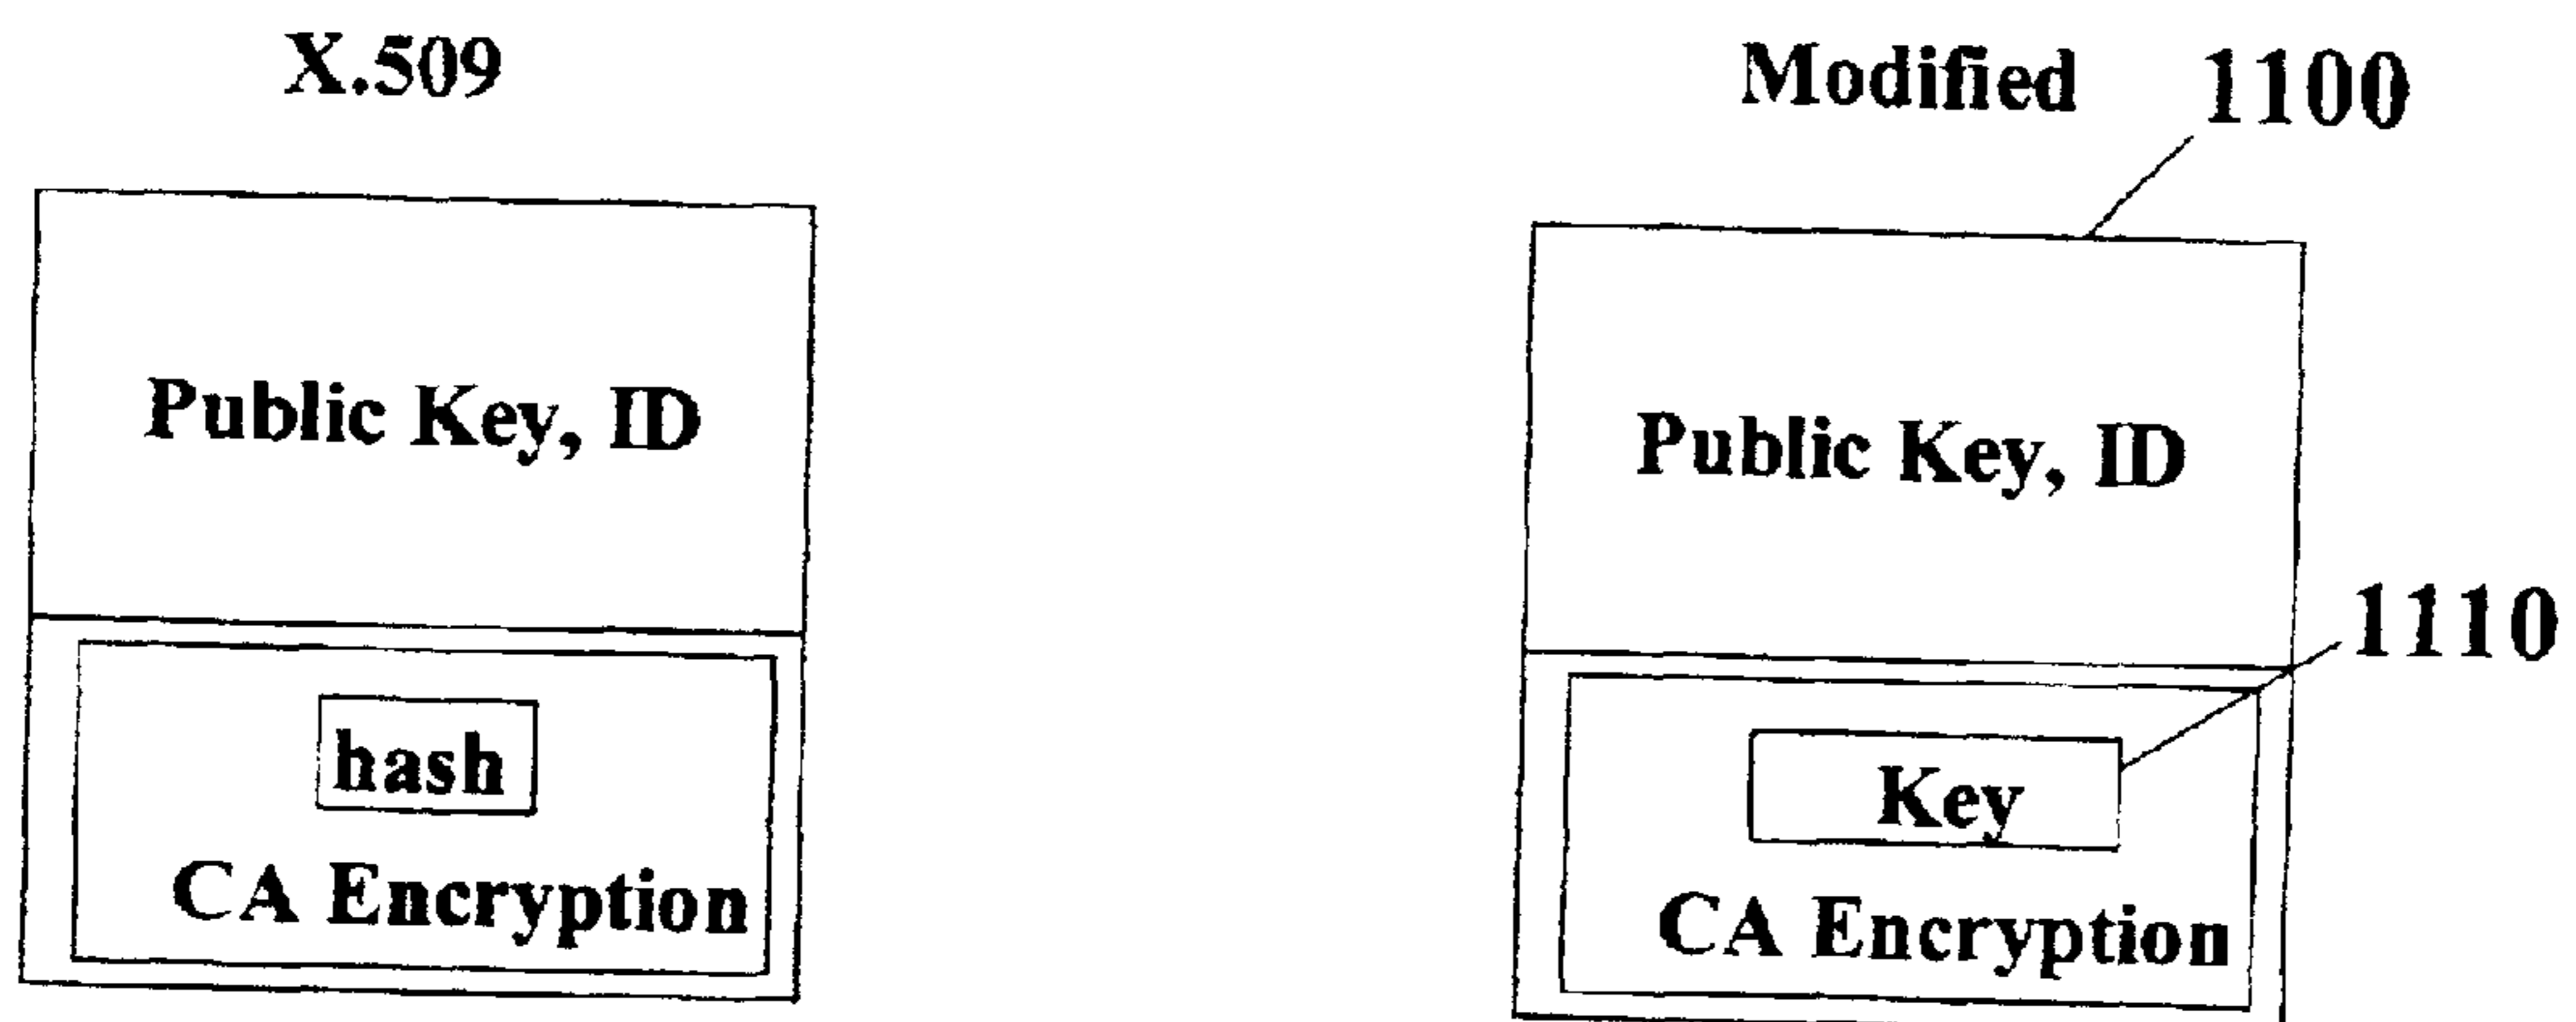 X.509
Public Key, ID
hash
CA Encryption
Modified 1100
Public Key, ID
1110
Key
CA Encryption